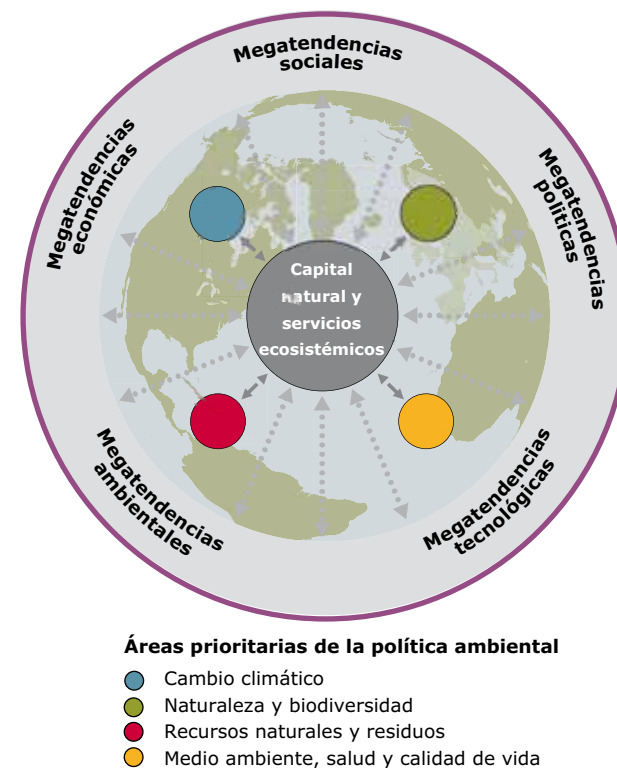 Megatendencias
sociales
Megatendencias
económicas
Megatendencias
políticas
Capital
natural y
servicios
ecosistémicos
Megatendencias
ambientales
Megatendencias
tecnológicas
Áreas prioritarias de la política ambiental
Cambio climático
Naturaleza y biodiversidad
Recursos naturales y residuos
Medio ambiente, salud y calidad de vida